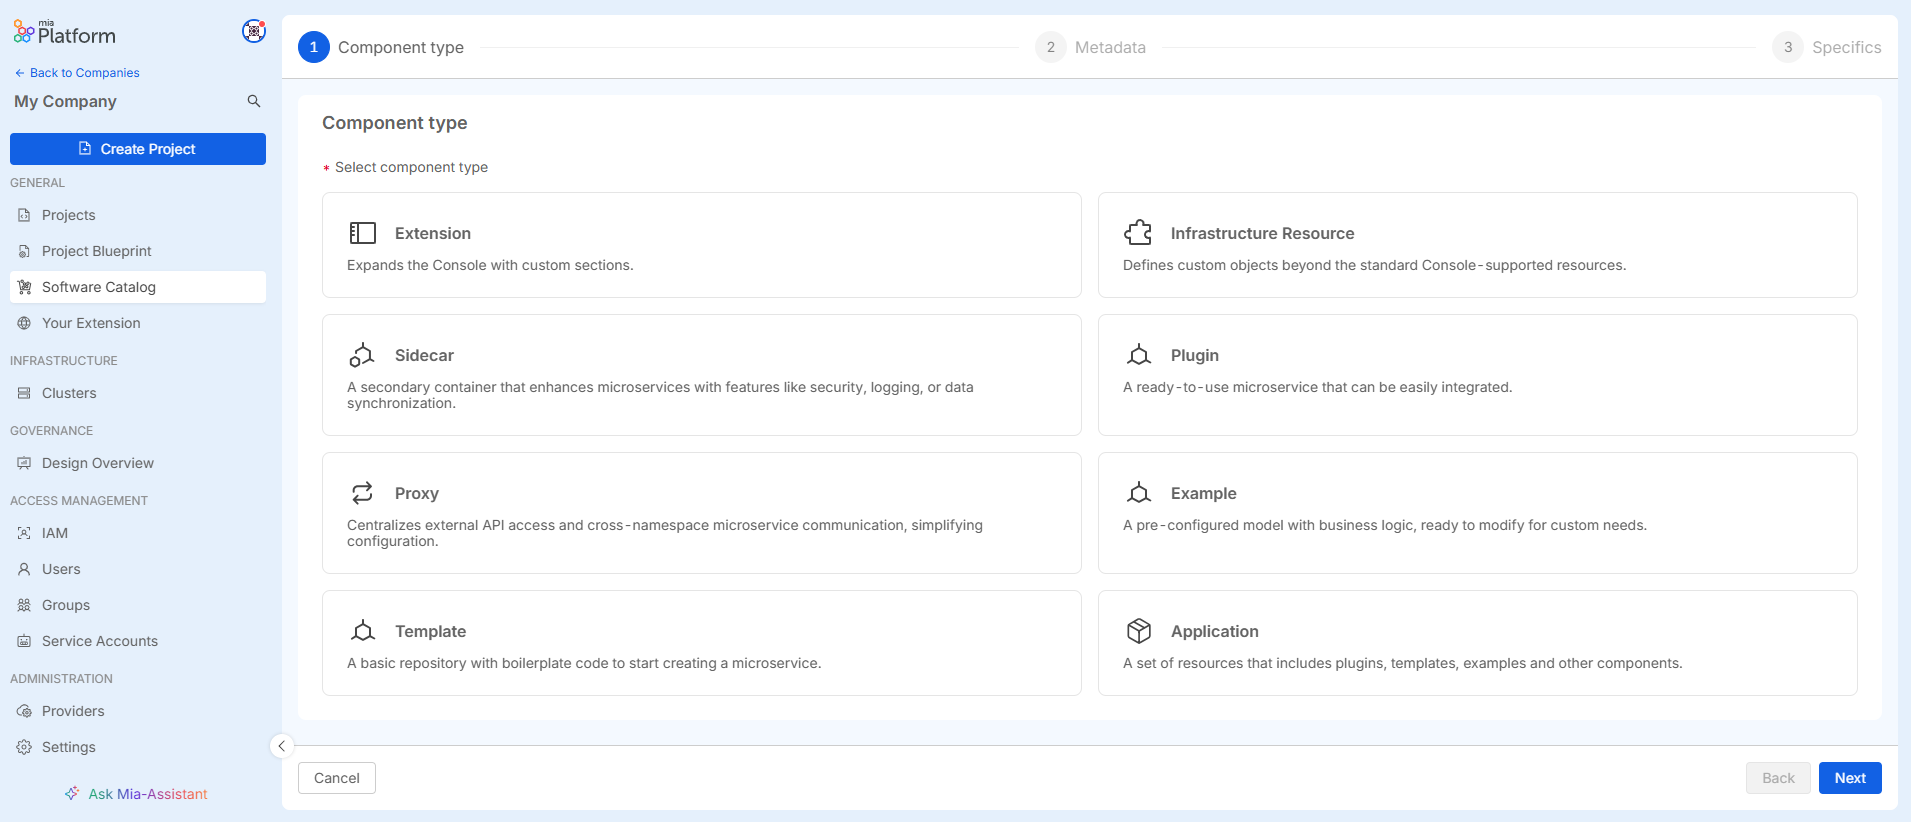 mia
Platform
Back to Companies
My Company
Create Project
GENERAL
Projects
Project Blueprint
Software Catalog
Your Extension
INFRASTRUCTURE
Clusters
GOVERNANCE
Design Overview
ACCESS MANAGEMENT
IAM
Users
Groups
Service Accounts
ADMINISTRATION
Providers
Settings
Ask Mia-Assistant
1 Component type
2 Metadata
3 Specifics
Component type
* Select component type
Extension
Expands the Console with custom sections.
Infrastructure Resource
Defines custom objects beyond the standard Console-supported resources.
Sidecar
A secondary container that enhances microservices with features like security, logging, or data
synchronization.
Plugin
A ready-to-use microservice that can be easily integrated.
Proxy
Centralizes external API access and cross-namespace microservice communication, simplifying
configuration.
Example
A pre-configured model with business logic, ready to modify for custom needs.
Template
A basic repository with boilerplate code to start creating a microservice.
Application
A set of resources that includes plugins, templates, examples and other components.
Cancel
Back
Next